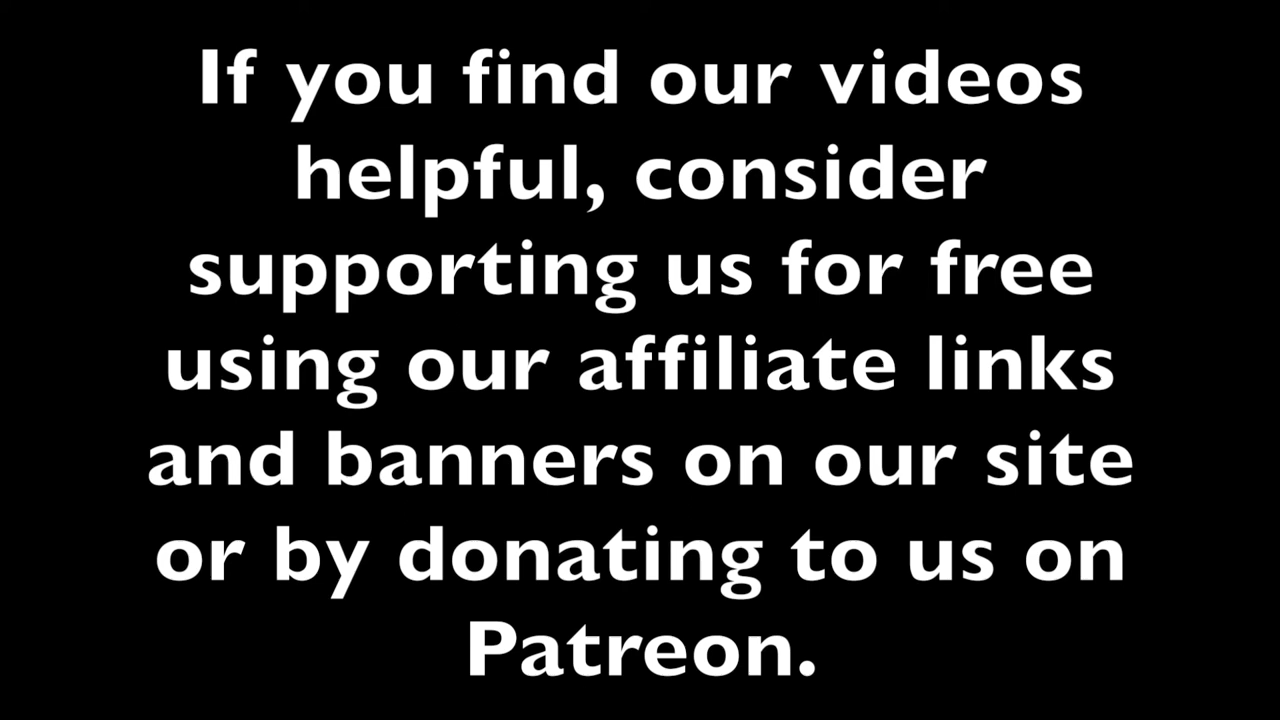 If you find our videos
helpful, consider
supporting us for free
using our affiliate links
and banners on our site
or by donating to us on
Patreon.